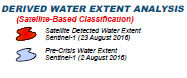 DERIVED WATER EXTENT ANALYSIS
(Satellite-Based Classification)
Satellite Detected Water Extent
Sentinel-1 (23 August 2016)
Pre-Crisis Water Extent
Sentinel-1 (2 August 2016)